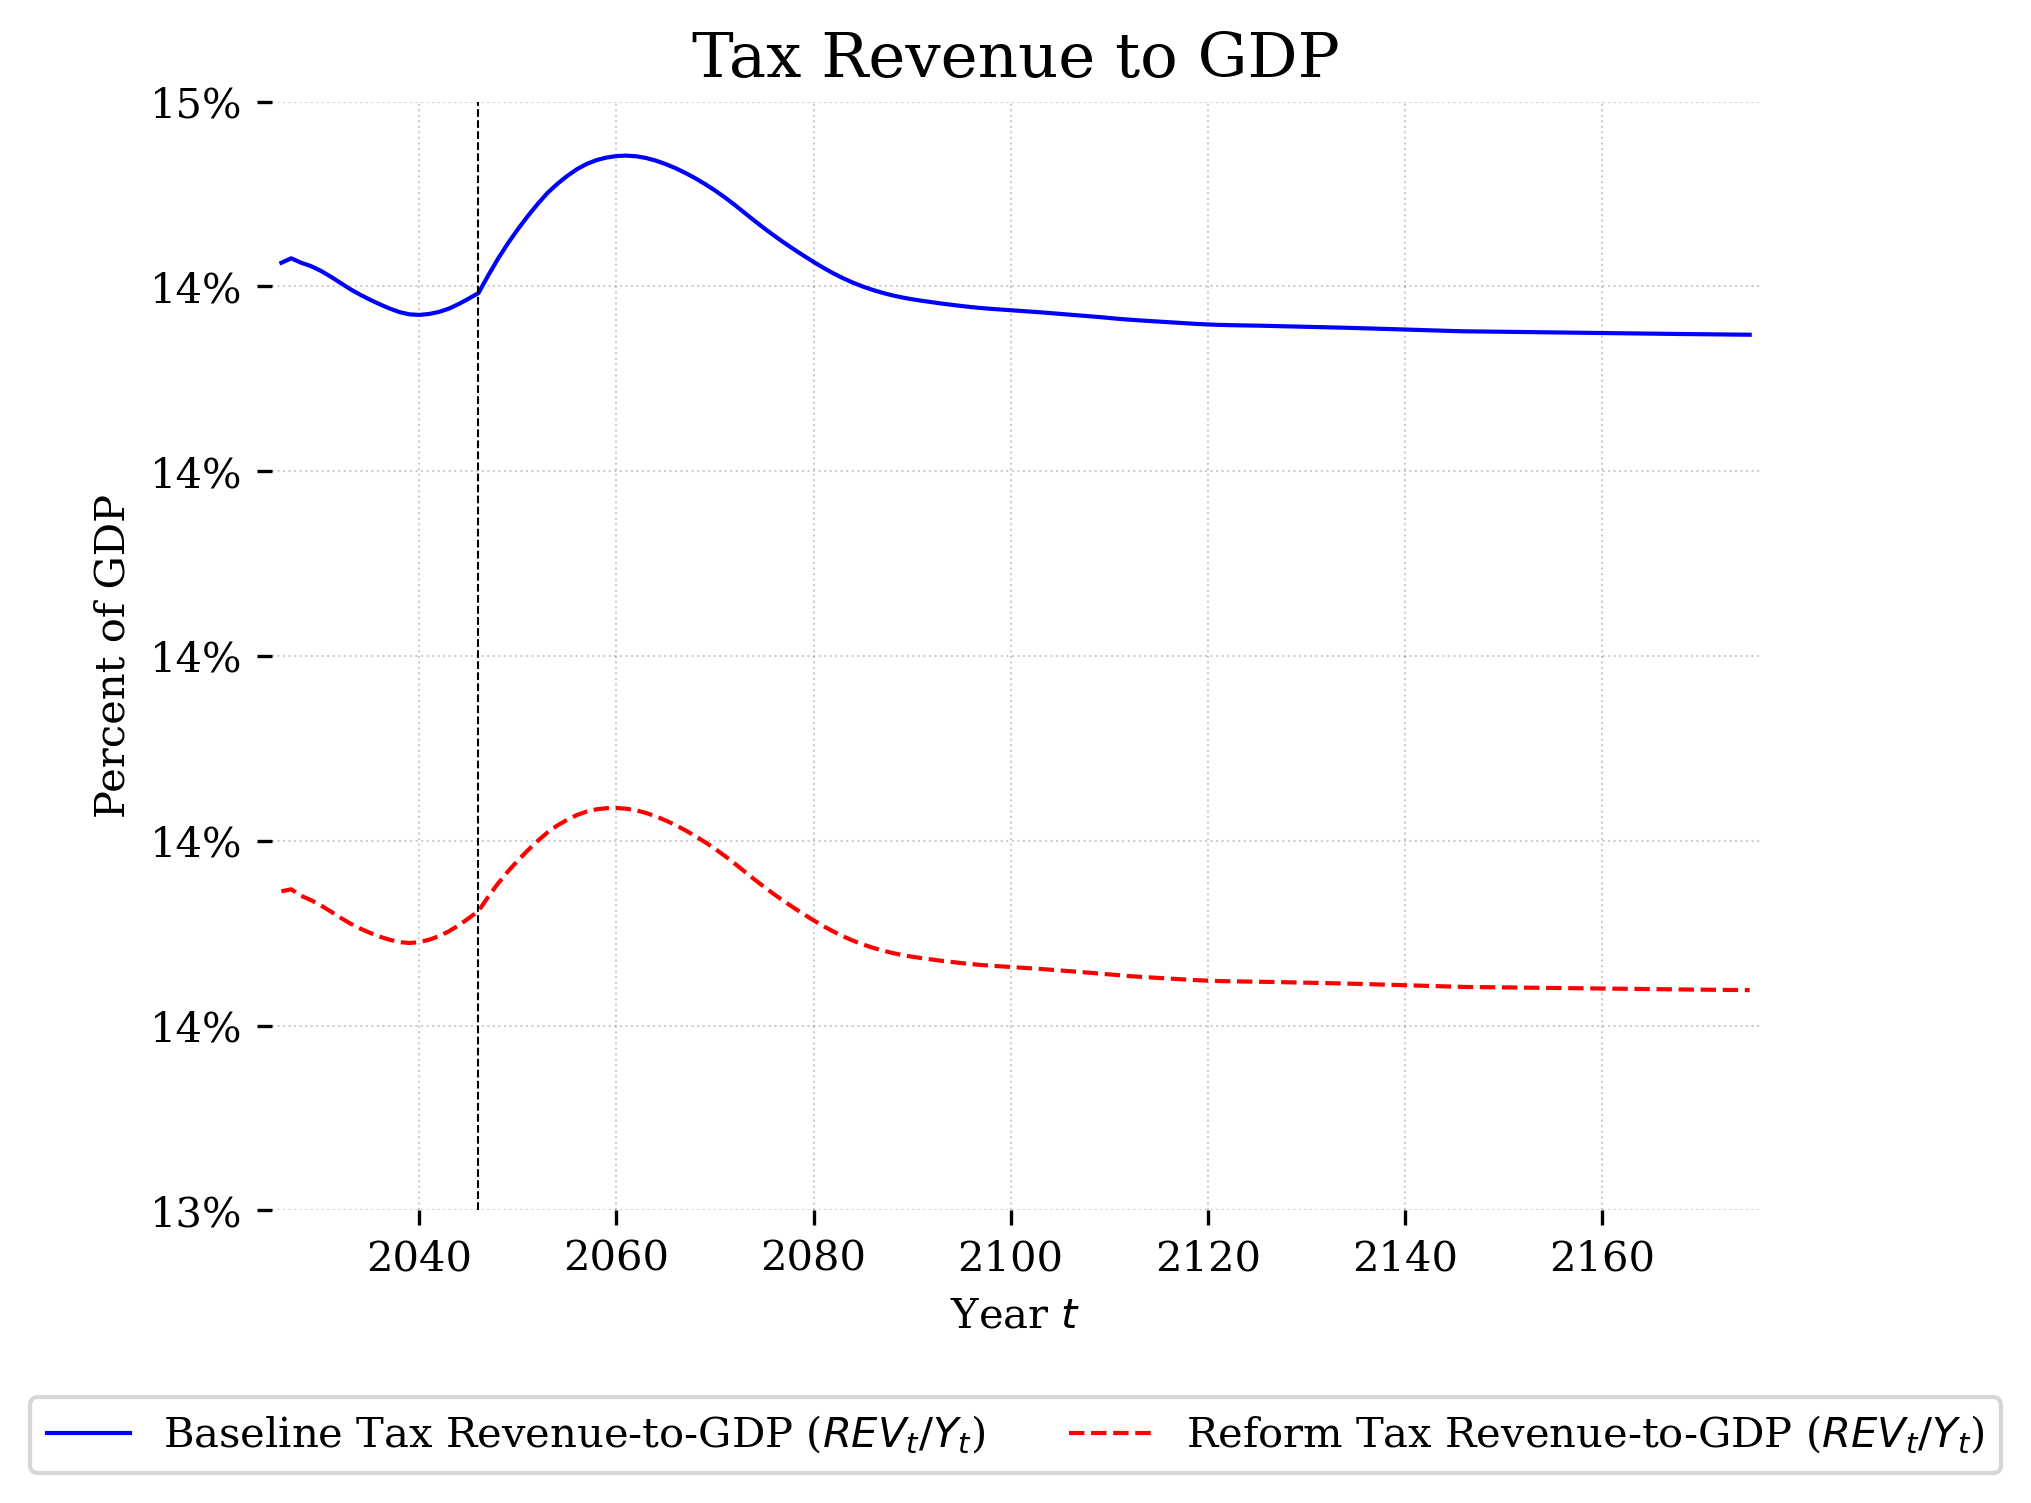 Tax Revenue to GDP
15%
14%
14%
14%
14%
14%
13%
Percent of GDP
2040 2060 2080 2100 2120 2140 2160
Year t
Baseline Tax Revenue-to-GDP (REVₜ/Yₜ) Reform Tax Revenue-to-GDP (REVₜ/Yₜ)